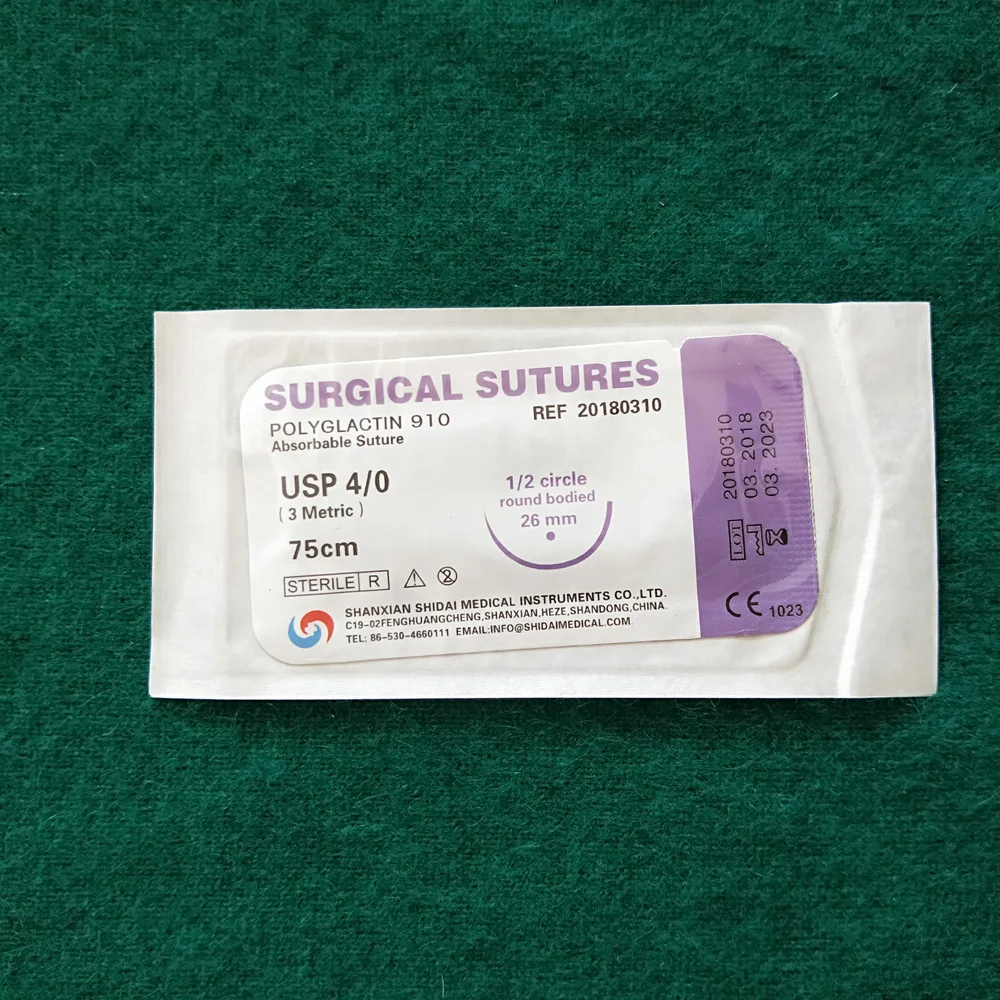 SURGICAL SUTURES
POLYGLACTIN 910
REF 20180310
Absorbable Suture
USP 4/0
( 3 Metric )
75cm
1/2 circle
round bodied
26 mm
STERILE R
SHANXIAN SHIDAI MEDICAL INSTRUMENTS CO.,LTD.
C19-02FENGHUANGCHENG,SHANXIAN,HEZE,SHANDONG,CHINA.
TEL: 86-530-4660111 EMAIL:INFO@SHIDAIMEDICAL.COM.
LOT 20180310
03. 2018
03. 2023
CE 1023